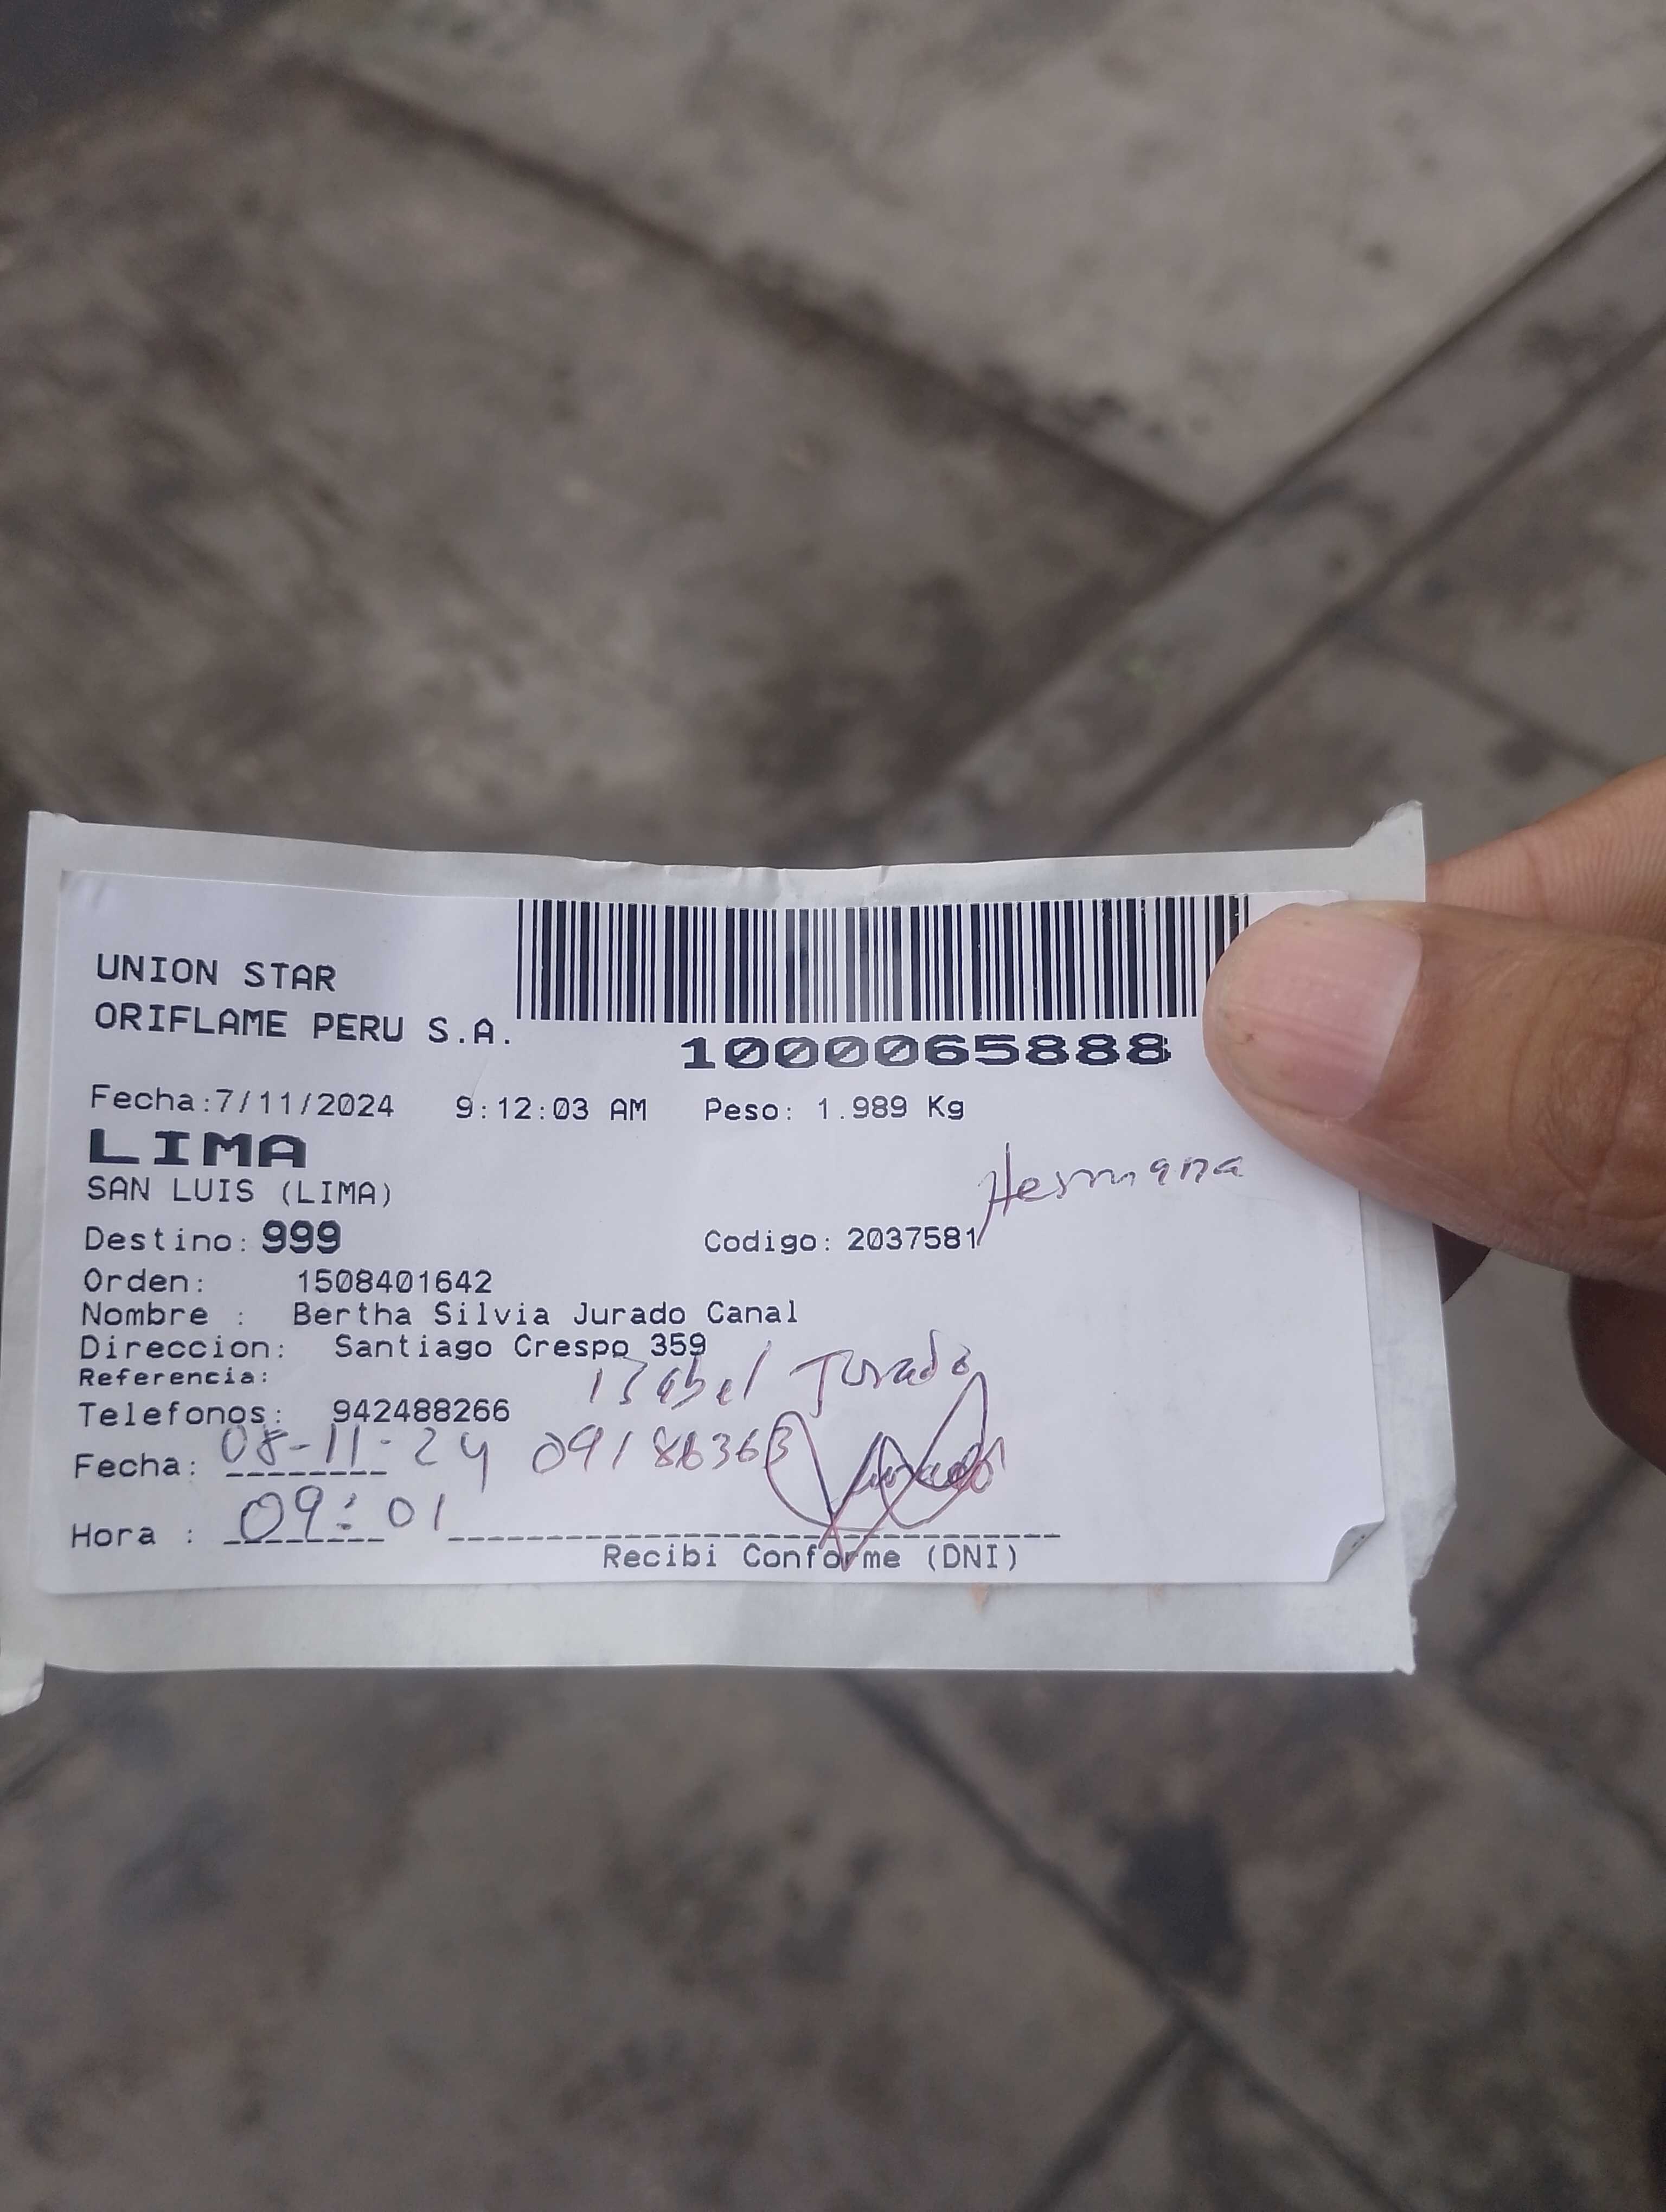 UNION STAR
ORIFLAME PERU S.A.
1000065888
Fecha:7/11/2024 9:12:03 AM Peso: 1.989 Kg
LIMA
SAN LUIS (LIMA)
Hermana
Destino: 999 Codigo: 2037581
Orden: 1508401642
Nombre : Bertha Silvia Jurado Canal
Direccion: Santiago Crespo 359
Referencia:
Izabel Jurado
Telefonos: 942488266
Fecha: 08-11-24
Hora : 09:01
Recibi Conforme (DNI)